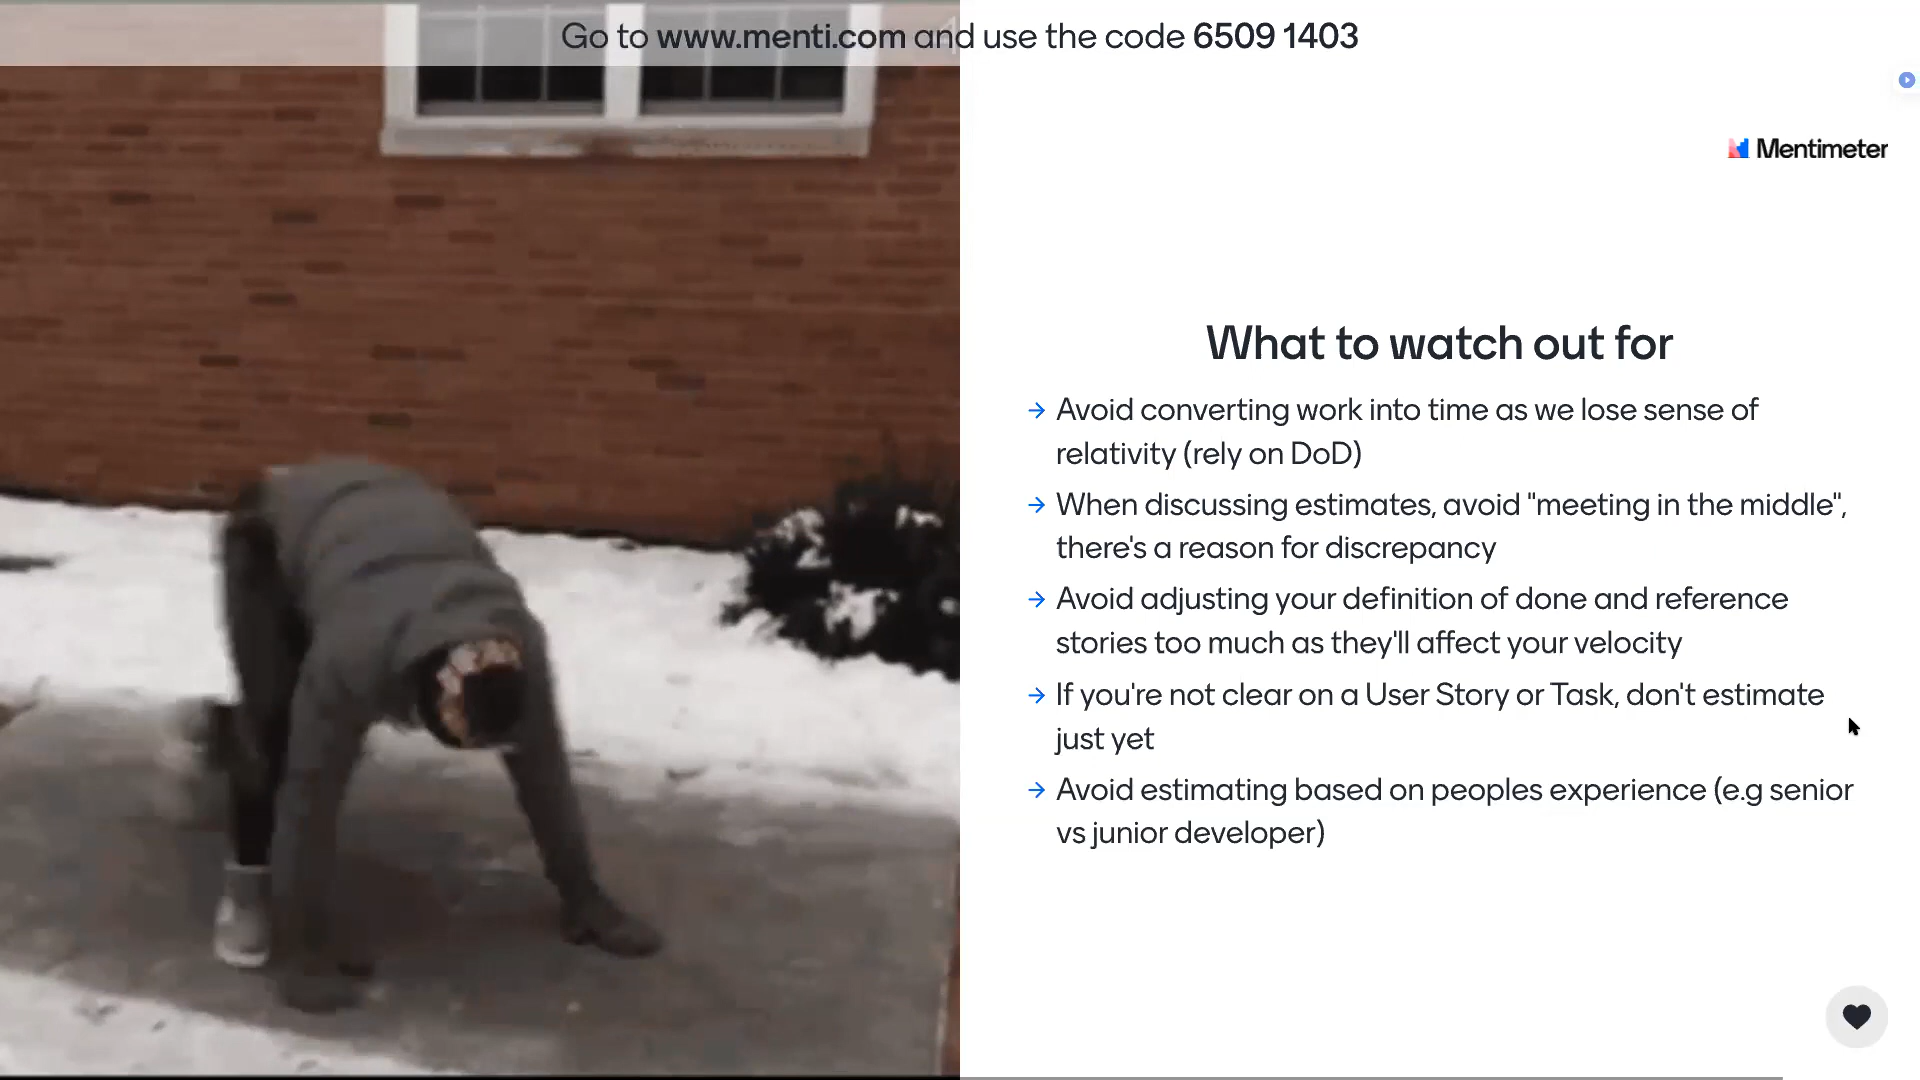 Go to www.menti.com and use the code 6509 1403
Mentimeter
What to watch out for
→ Avoid converting work into time as we lose sense of
relativity (rely on DoD)
→ When discussing estimates, avoid "meeting in the middle",
there's a reason for discrepancy
→ Avoid adjusting your definition of done and reference
stories too much as they'll affect your velocity
→ If you're not clear on a User Story or Task, don't estimate
just yet
→ Avoid estimating based on peoples experience (e.g senior
vs junior developer)